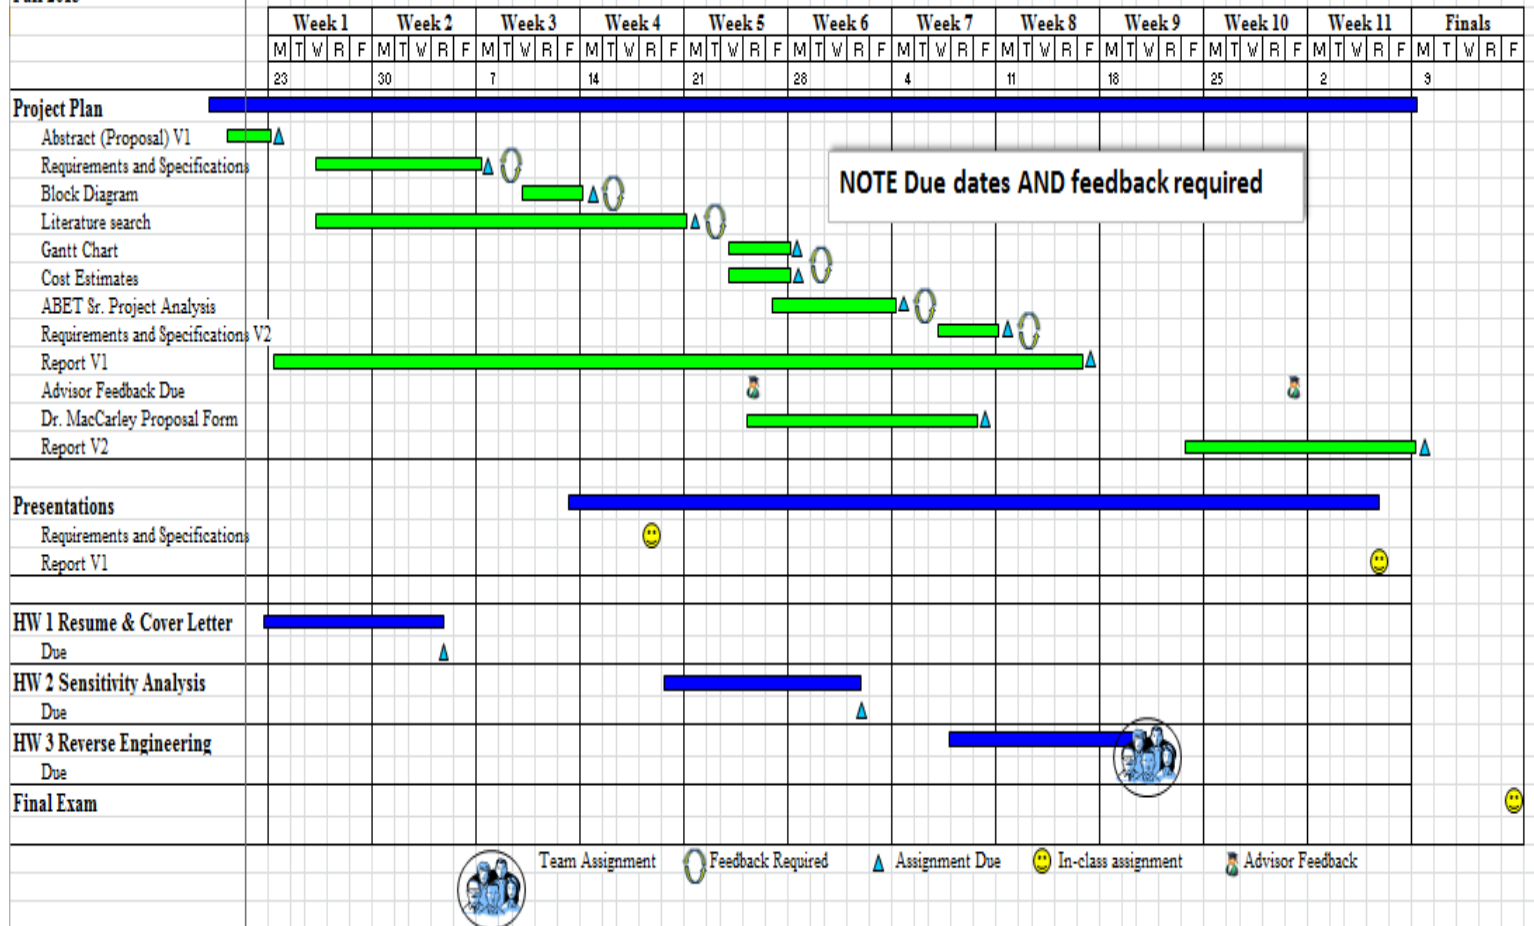 Week 1 Week 2 Week 3 Week 4 Week 5 Week 6 Week 7 Week 8 Week 9 Week 10 Week 11 Finals
M T W R F M T W R F M T W R F M T W R F M T W R F M T W R F M T W R F M T W R F M T W R F M T W R F M T W R F M T W R F
23 30 7 14 21 28 4 11 18 25 2 9
Project Plan
Abstract (Proposal) V1
Requirements and Specifications
NOTE Due dates AND feedback required
Block Diagram
Literature search
Gantt Chart
Cost Estimates
ABET Sr. Project Analysis
Requirements and Specifications V2
Report V1
Advisor Feedback Due
Dr. MacCarley Proposal Form
Report V2
Presentations
Requirements and Specifications
Report V1
HW 1 Resume & Cover Letter
Due
HW 2 Sensitivity Analysis
Due
HW 3 Reverse Engineering
Due
Final Exam
Team Assignment Feedback Required Assignment Due In-class assignment Advisor Feedback